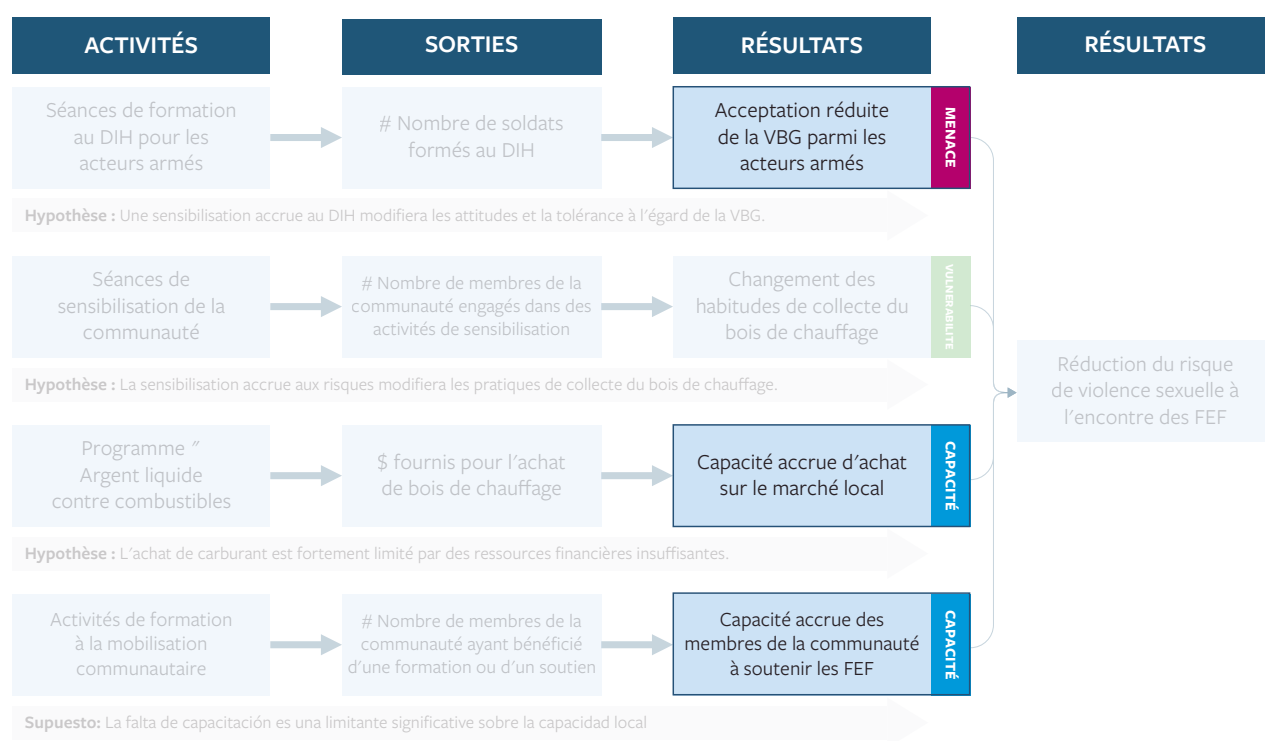 ACTIVITÉS
SORTIES
RÉSULTATS
RÉSULTATS
Séances de formation
au DIH pour les
acteurs armés
# Nombre de soldats
formés au DIH
Acceptation réduite
de la VBG parmi les
acteurs armés
MENACE
Hypothèse : Une sensibilisation accrue au DIH modifiera les attitudes et la tolérance à l'égard de la VBG.
Séances de
sensibilisation de la
communauté
# Nombre de membres de la
communauté engagés dans des
activités de sensibilisation
Changement des
habitudes de collecte du
bois de chauffage
VULNERABILITE
Hypothèse : La sensibilisation accrue aux risques modifiera les pratiques de collecte du bois de chauffage.
Réduction du risque
de violence sexuelle à
l'encontre des FEF
Programme "
Argent liquide
contre combustibles
$ fournis pour l'achat
de bois de chauffage
Capacité accrue d'achat
sur le marché local
CAPACITÉ
Hypothèse : L'achat de carburant est fortement limité par des ressources financières insuffisantes.
Activités de formation
à la mobilisation
communautaire
# Nombre de membres de la
communauté ayant bénéficié
d'une formation ou d'un soutien
Capacité accrue des
membres de la communauté
à soutenir les FEF
CAPACITÉ
Supuesto: La falta de capacitación es una limitante significative sobre la capacidad local